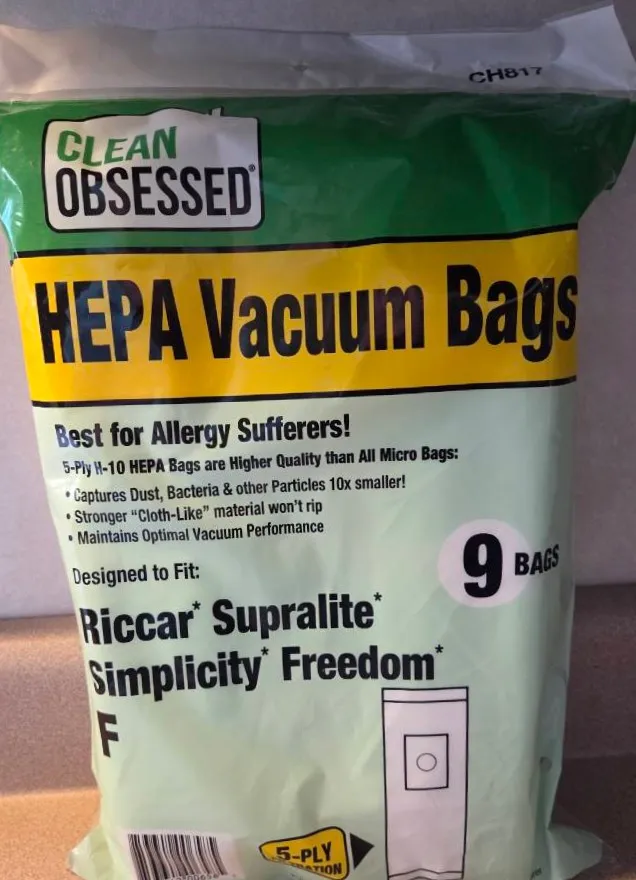 CH817
CLEAN
OBSESSED®
HEPA Vacuum Bags
Best for Allergy Sufferers!
5-Ply H-10 HEPA Bags are Higher Quality than All Micro Bags:
• Captures Dust, Bacteria & other Particles 10x smaller!
• Stronger “Cloth-Like” material won't rip
• Maintains Optimal Vacuum Performance
9 BAGS
Designed to Fit:
Riccar* Supralite*
Simplicity* Freedom*
F
5-PLY